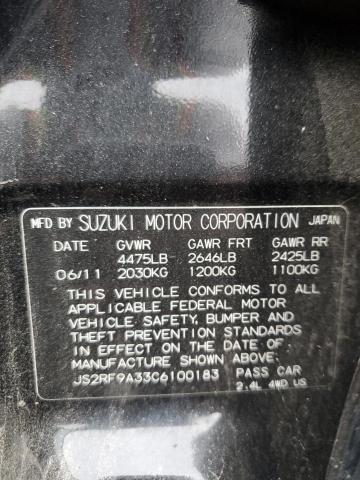 MFD BY SUZUKI MOTOR CORPORATION JAPAN
DATE GVWR GAWR FRT GAWR RR
4475LB 2646LB 2425LB
06/11 2030KG 1200KG 1100KG
THIS VEHICLE CONFORMS TO ALL
APPLICABLE FEDERAL MOTOR
VEHICLE SAFETY, BUMPER AND
THEFT PREVENTION STANDARDS
IN EFFECT ON THE DATE OF
MANUFACTURE SHOWN ABOVE.
JS2RF9A33C6100183 PASS CAR
2.4L 4WD US